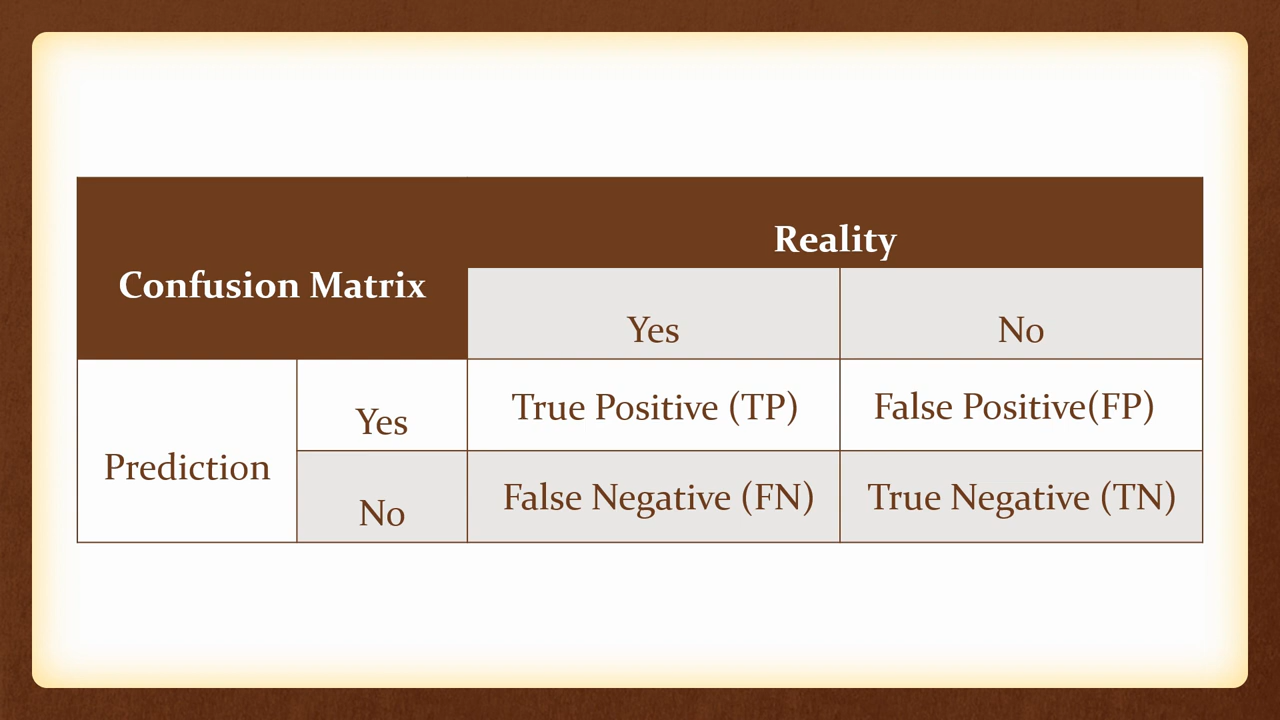 Reality
Confusion Matrix
Yes No
True Positive (TP) False Positive(FP)
Yes
Prediction
False Negative (FN) True Negative (TN)
No